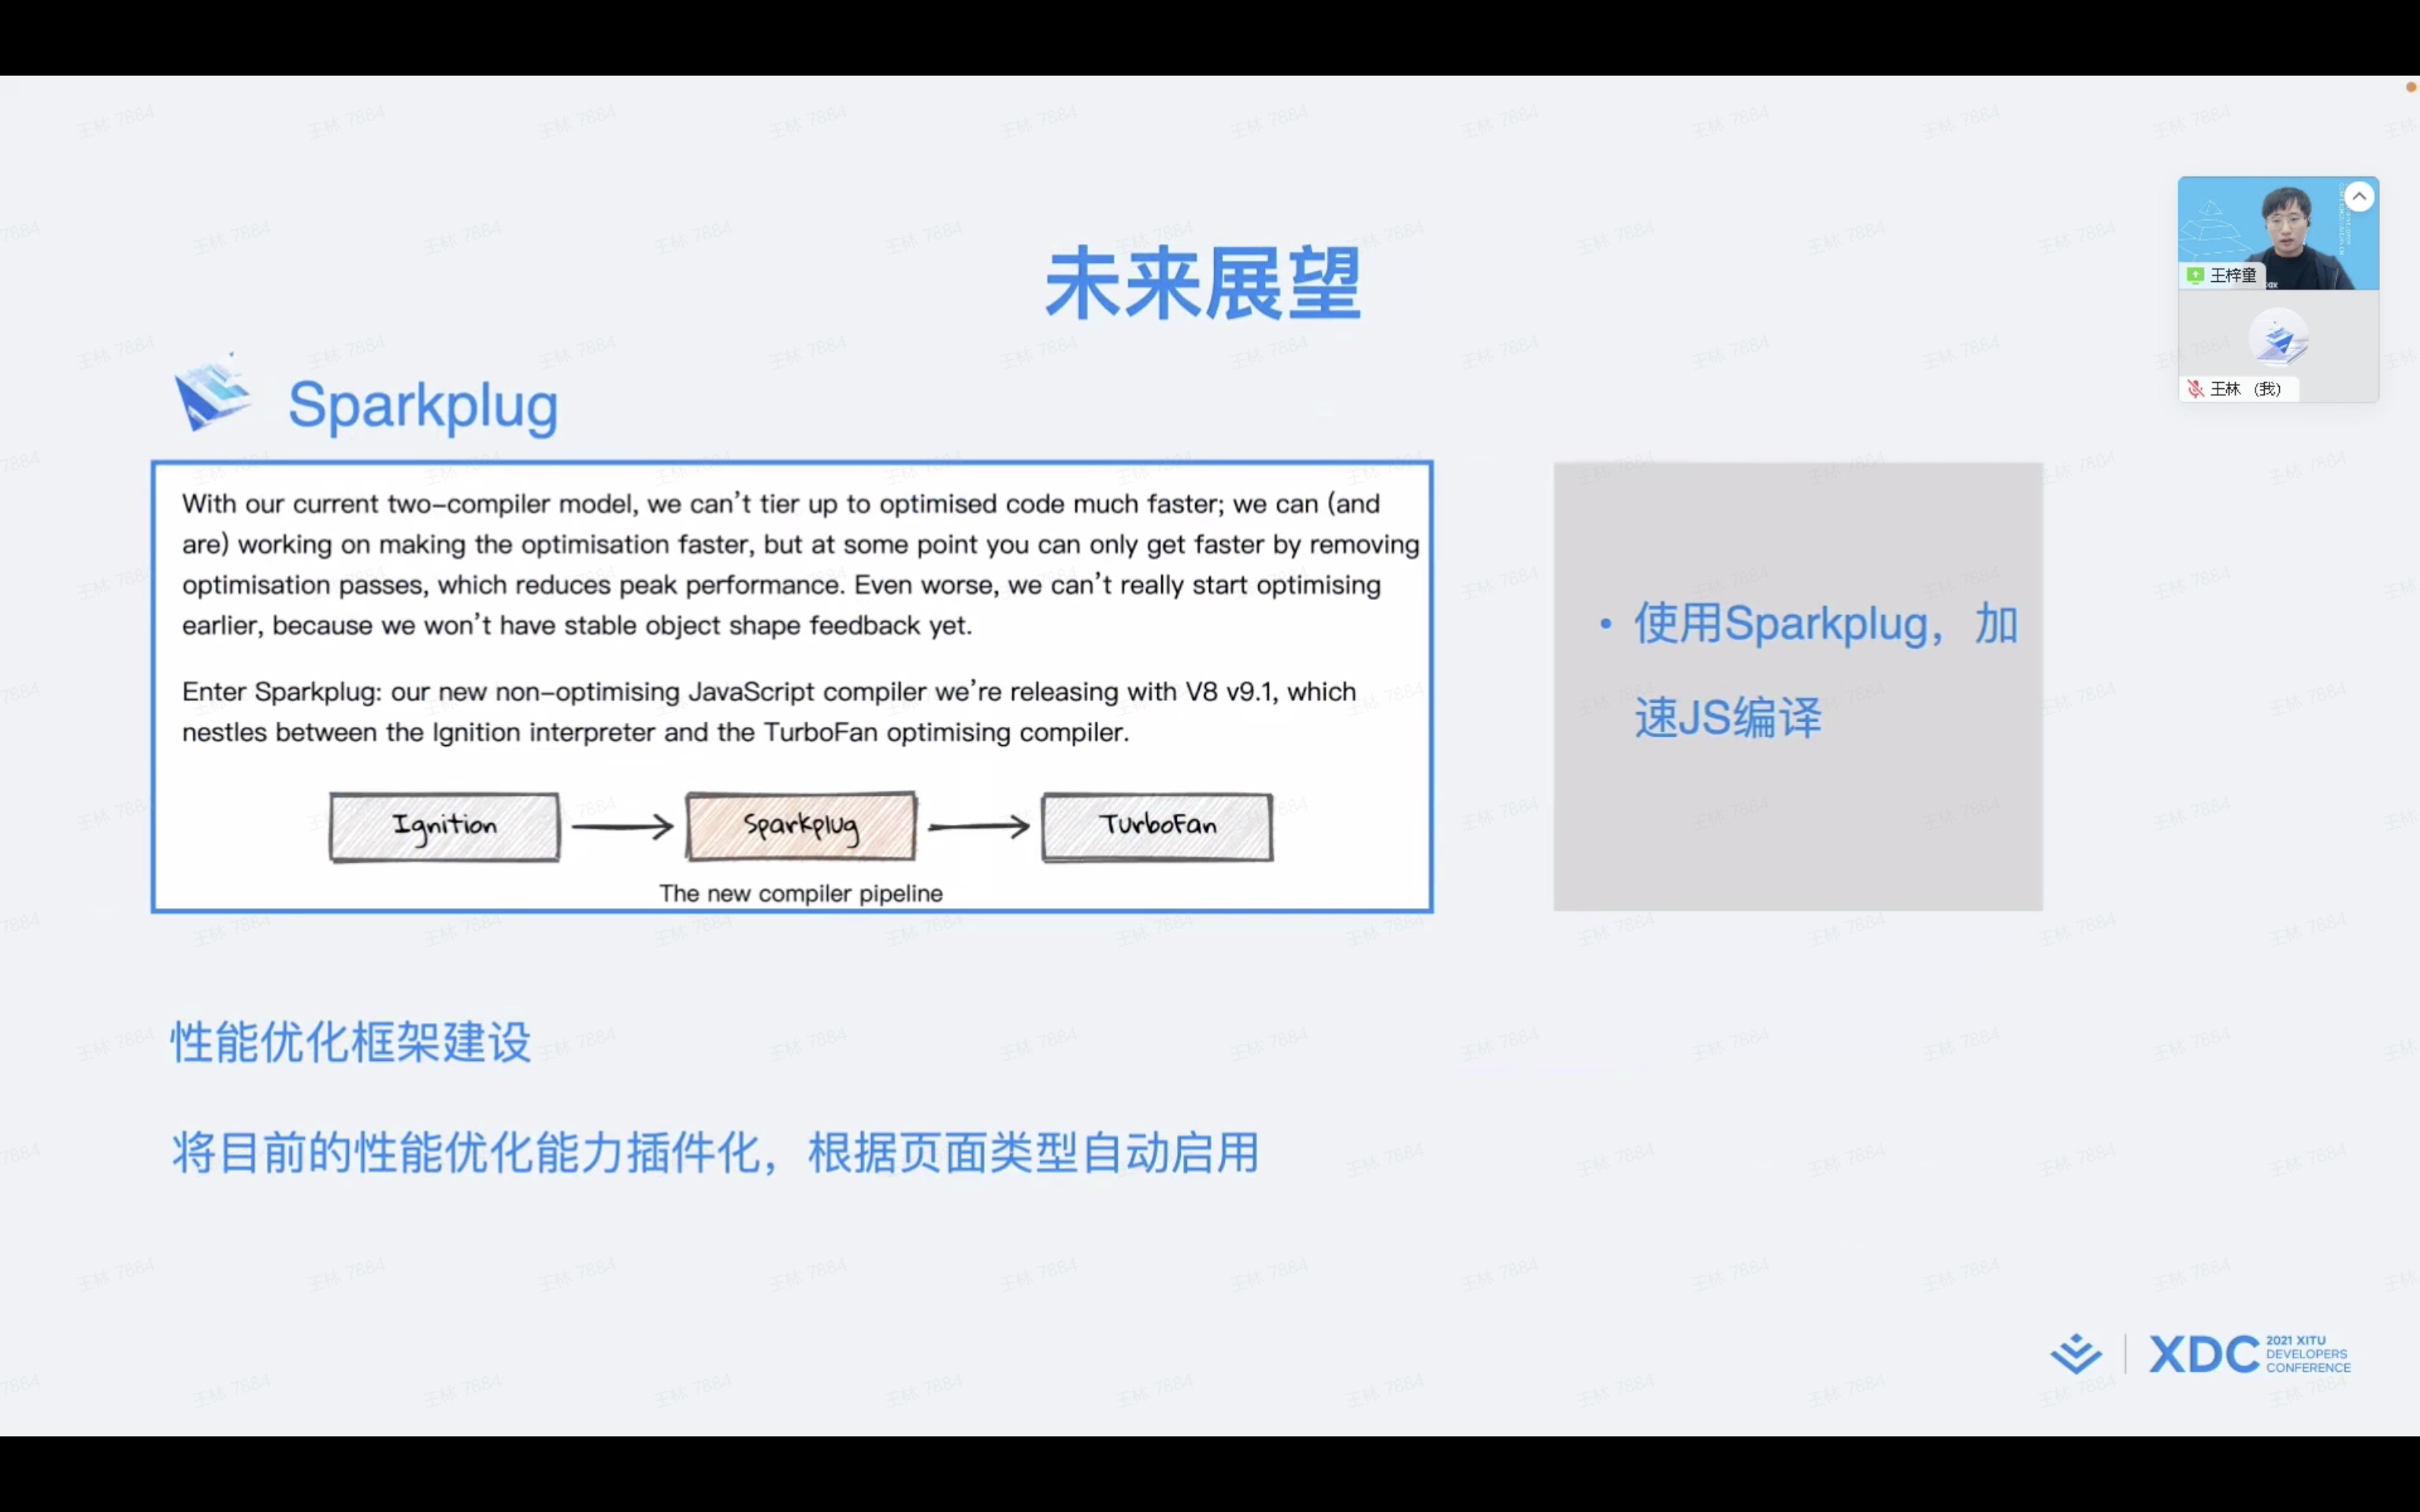 未来展望
王梓童
王林 (我)
Sparkplug
With our current two-compiler model, we can't tier up to optimised code much faster; we can (and
are) working on making the optimisation faster, but at some point you can only get faster by removing
optimisation passes, which reduces peak performance. Even worse, we can't really start optimising
earlier, because we won't have stable object shape feedback yet.
Enter Sparkplug: our new non-optimising JavaScript compiler we're releasing with V8 v9.1, which
nestles between the Ignition interpreter and the TurboFan optimising compiler.
Ignition
Sparkplug
TurboFan
The new compiler pipeline
• 使用Sparkplug，加
速JS编译
性能优化框架建设
将目前的性能优化能力插件化，根据页面类型自动启用
XDC
2021 XITU
DEVELOPERS
CONFERENCE
王林 7884